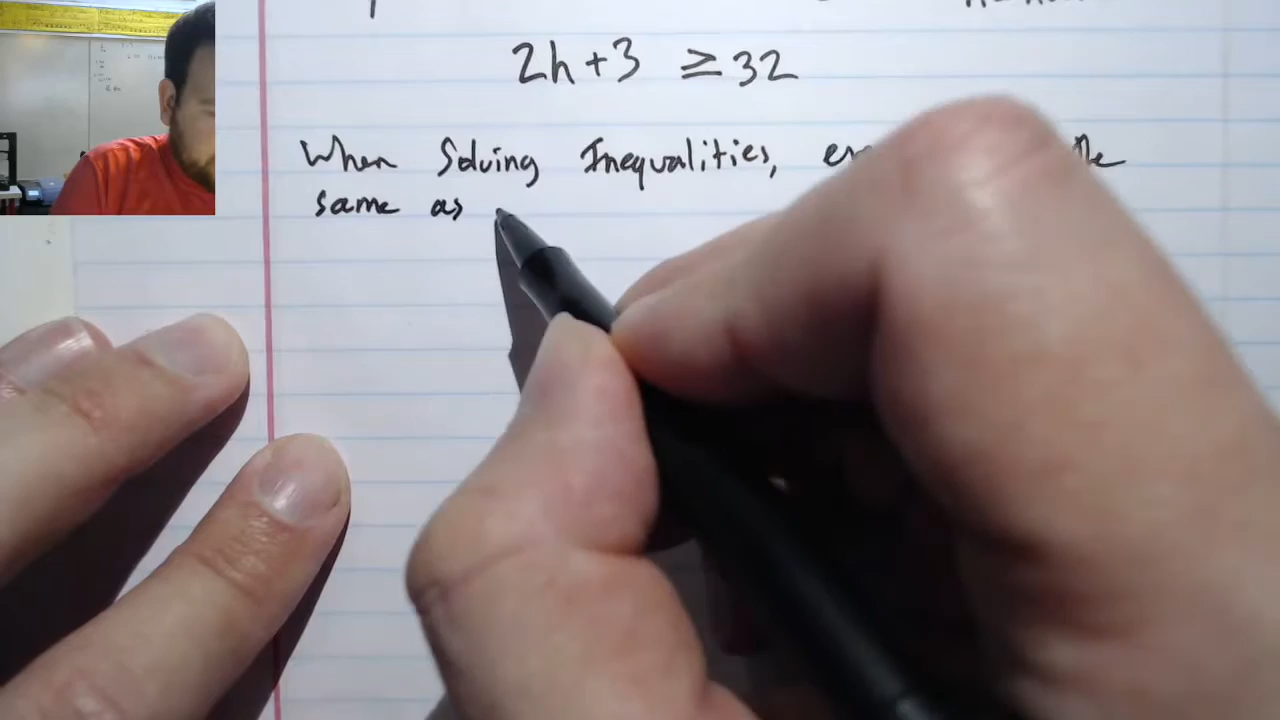 2h+3 ≥ 32
When Solving Inequalities,
same as